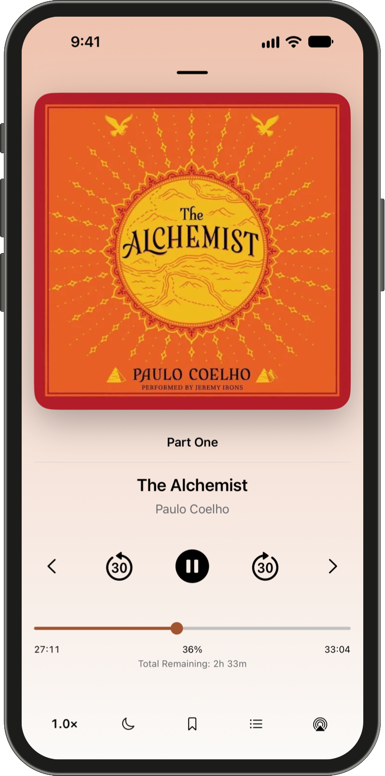 9:41
The
ALCHEMIST
PAULO COELHO
PERFORMED BY JEREMY IRONS
Part One
The Alchemist
Paulo Coelho
30
30
27:11
36%
33:04
Total Remaining: 2h 33m
1.0×